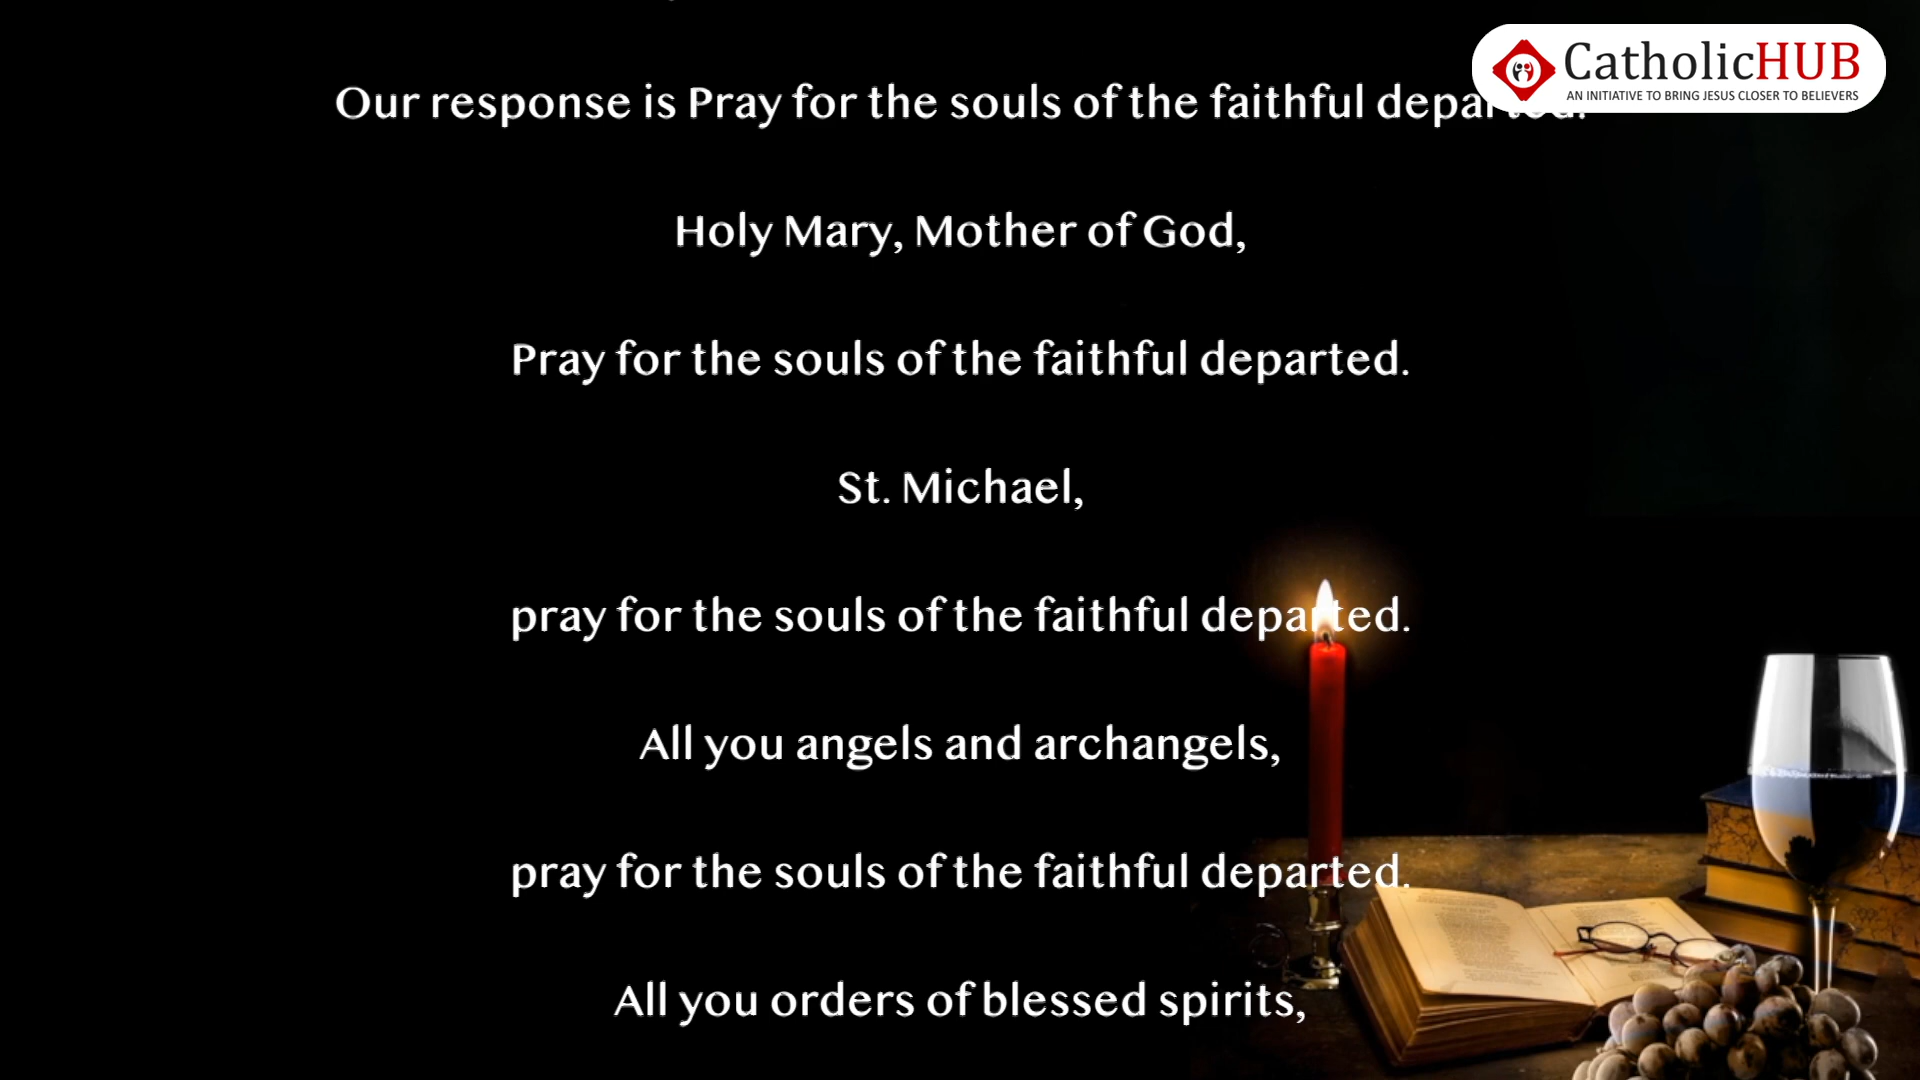 CatholicHUB
AN INITIATIVE TO BRING JESUS CLOSER TO BELIEVERS
Our response is Pray for the souls of the faithful departed.
Holy Mary, Mother of God,
Pray for the souls of the faithful departed.
St. Michael,
pray for the souls of the faithful departed.
All you angels and archangels,
pray for the souls of the faithful departed.
All you orders of blessed spirits,